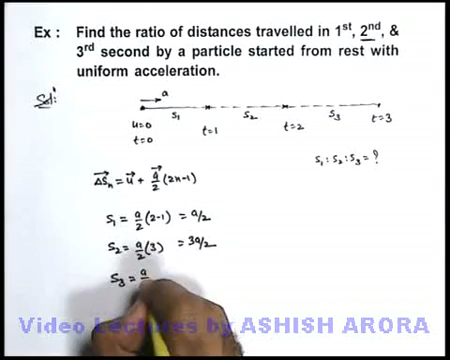 Ex : Find the ratio of distances travelled in 1st, 2nd, &
3rd second by a particle started from rest with
uniform acceleration.
Sol:
a
S1 S2 S3
u=0 t=1 t=2 t=3
t=0
S1 : S2 : S3 = ?
ΔSn = u + a/2 (2n-1)
S1 = a/2 (2-1) = a/2
S2 = a/2 (3) = 3a/2
S3 = a
Video Lectures by ASHISH ARORA